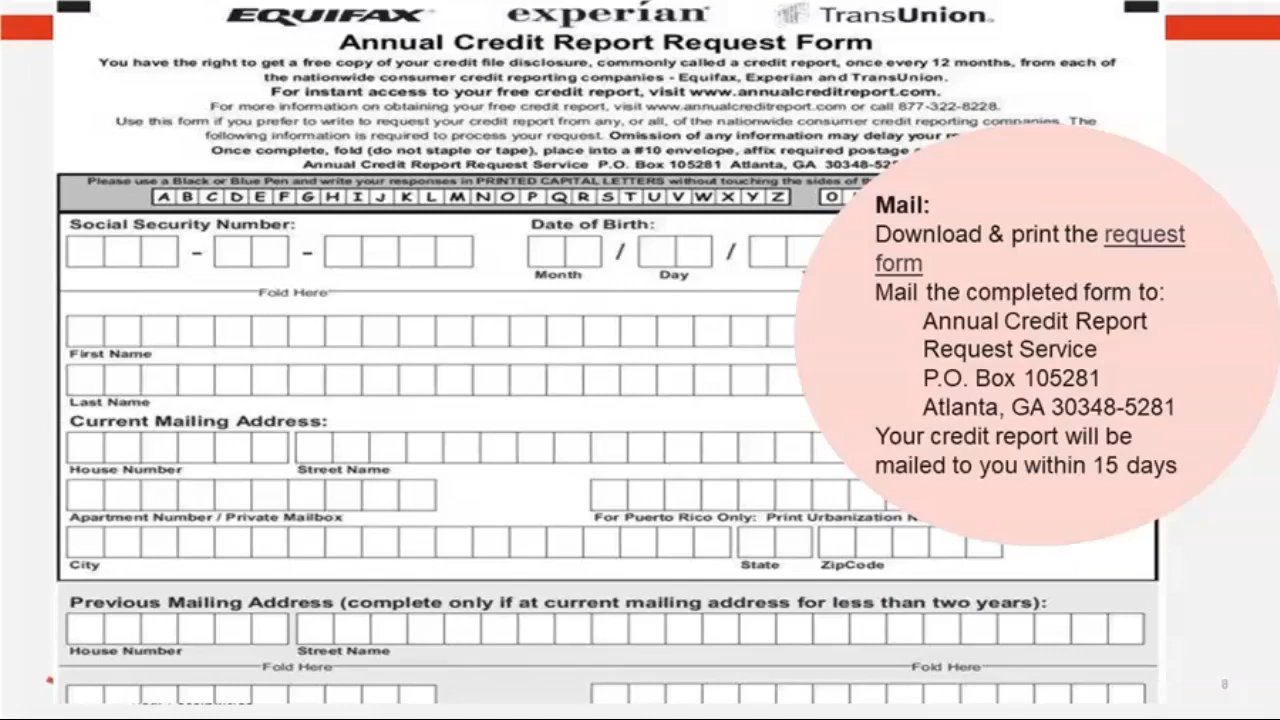 EQUIFAX experian TransUnion.
Annual Credit Report Request Form
You have the right to get a free copy of your credit file disclosure, commonly called a credit report, once every 12 months, from each of
the nationwide consumer credit reporting companies - Equifax, Experian and TransUnion.
For instant access to your free credit report, visit www.annualcreditreport.com.
For more information on obtaining your free credit report, visit www.annualcreditreport.com or call 877-322-8228.
Use this form if you prefer to write to request your credit report from any, or all, of the nationwide consumer credit reporting companies. The
following information is required to process your request. Omission of any information may delay your
Once complete, fold (do not staple or tape), place into a #10 envelope, affix required postage
Annual Credit Report Request Service P.O. Box 105281 Atlanta, GA
Please use a Black or Blue Pen and write your responses in PRINTED CAPITAL LETTERS without touching the sides of the
A B C D E F G H I J K L M N O P Q R S T U V W X Y Z 0
Social Security Number: Date of Birth:
- - / /
Month Day
Fold Here
First Name
Last Name
Current Mailing Address:
House Number Street Name
Apartment Number / Private Mailbox For Puerto Rico Only: Print Urbanization
City State ZipCode
Previous Mailing Address (complete only if at current mailing address for less than two years):
House Number Street Name
Fold Here Fold Here
Mail:
Download & print the request
form
Mail the completed form to:
Annual Credit Report
Request Service
P.O. Box 105281
Atlanta, GA 30348-5281
Your credit report will be
mailed to you within 15 days
8